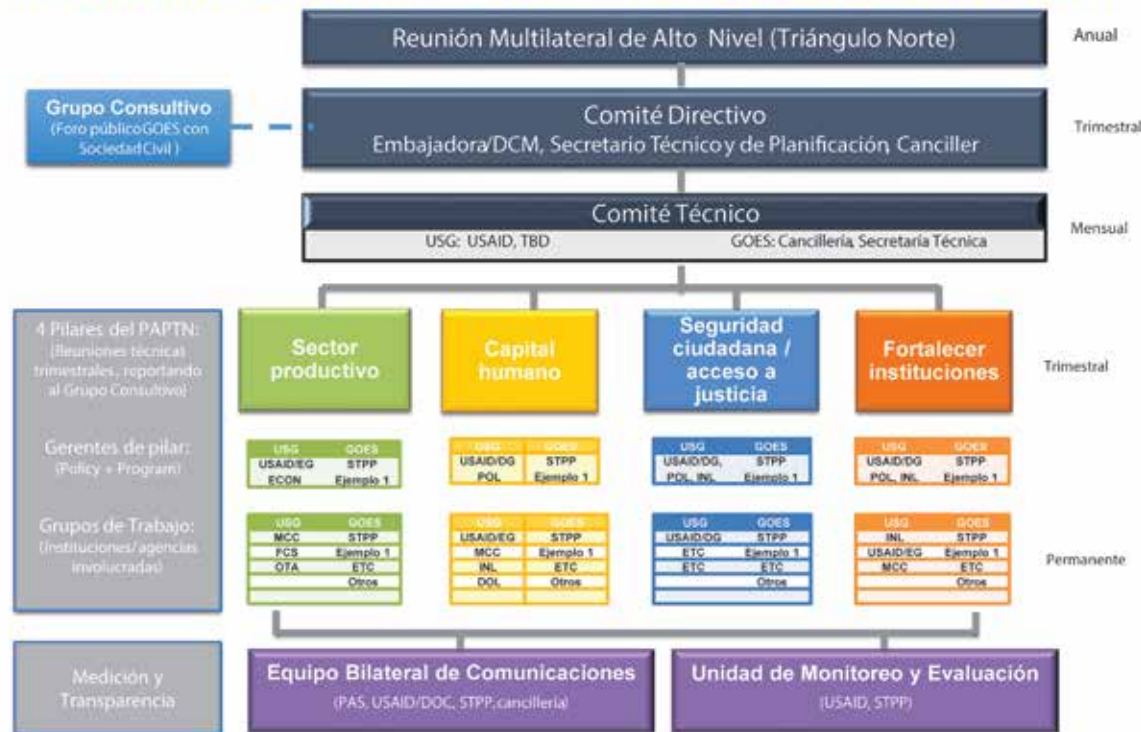 Reunión Multilateral de Alto Nivel (Triángulo Norte)
Anual
Grupo Consultivo
(Foro público GOES con
Sociedad Civil )
Comité Directivo
Embajadora/DCM, Secretario Técnico y de Planificación, Canciller
Trimestral
Comité Técnico
USG: USAID, TBD
GOES: Cancillería, Secretaría Técnica
Mensual
4 Pilares del PAPTN:
(Reuniones técnicas
trimestrales, reportando
al Grupo Consultivo)
Sector
productivo
Capital
humano
Seguridad
ciudadana /
acceso a
justicia
Fortalecer
instituciones
Trimestral
Gerentes de pilar:
(Policy + Program)
USG GOES
USAID/EG STPP
ECON Ejemplo 1
USG GOES
USAID/DG STPP
POL Ejemplo 1
USG GOES
USAID/DG, STPP
POL, INL Ejemplo 1
USG GOES
USAID/DG STPP
POL, INL Ejemplo 1
Grupos de Trabajo:
(Instituciones/agencias
involucradas)
USG GOES
MCC STPP
FCS Ejemplo 1
OTA ETC
Otros
USG GOES
USAID/EG STPP
MCC Ejemplo 1
INL ETC
DOL Otros
USG GOES
USAID/DG STPP
ETC Ejemplo 1
ETC ETC
Otros
USG GOES
INL STPP
USAID/EG Ejemplo 1
MCC ETC
Otros
Permanente
Medición y
Transparencia
Equipo Bilateral de Comunicaciones
(PAS, USAID/DOC, STPP, cancillería)
Unidad de Monitoreo y Evaluación
(USAID, STPP)